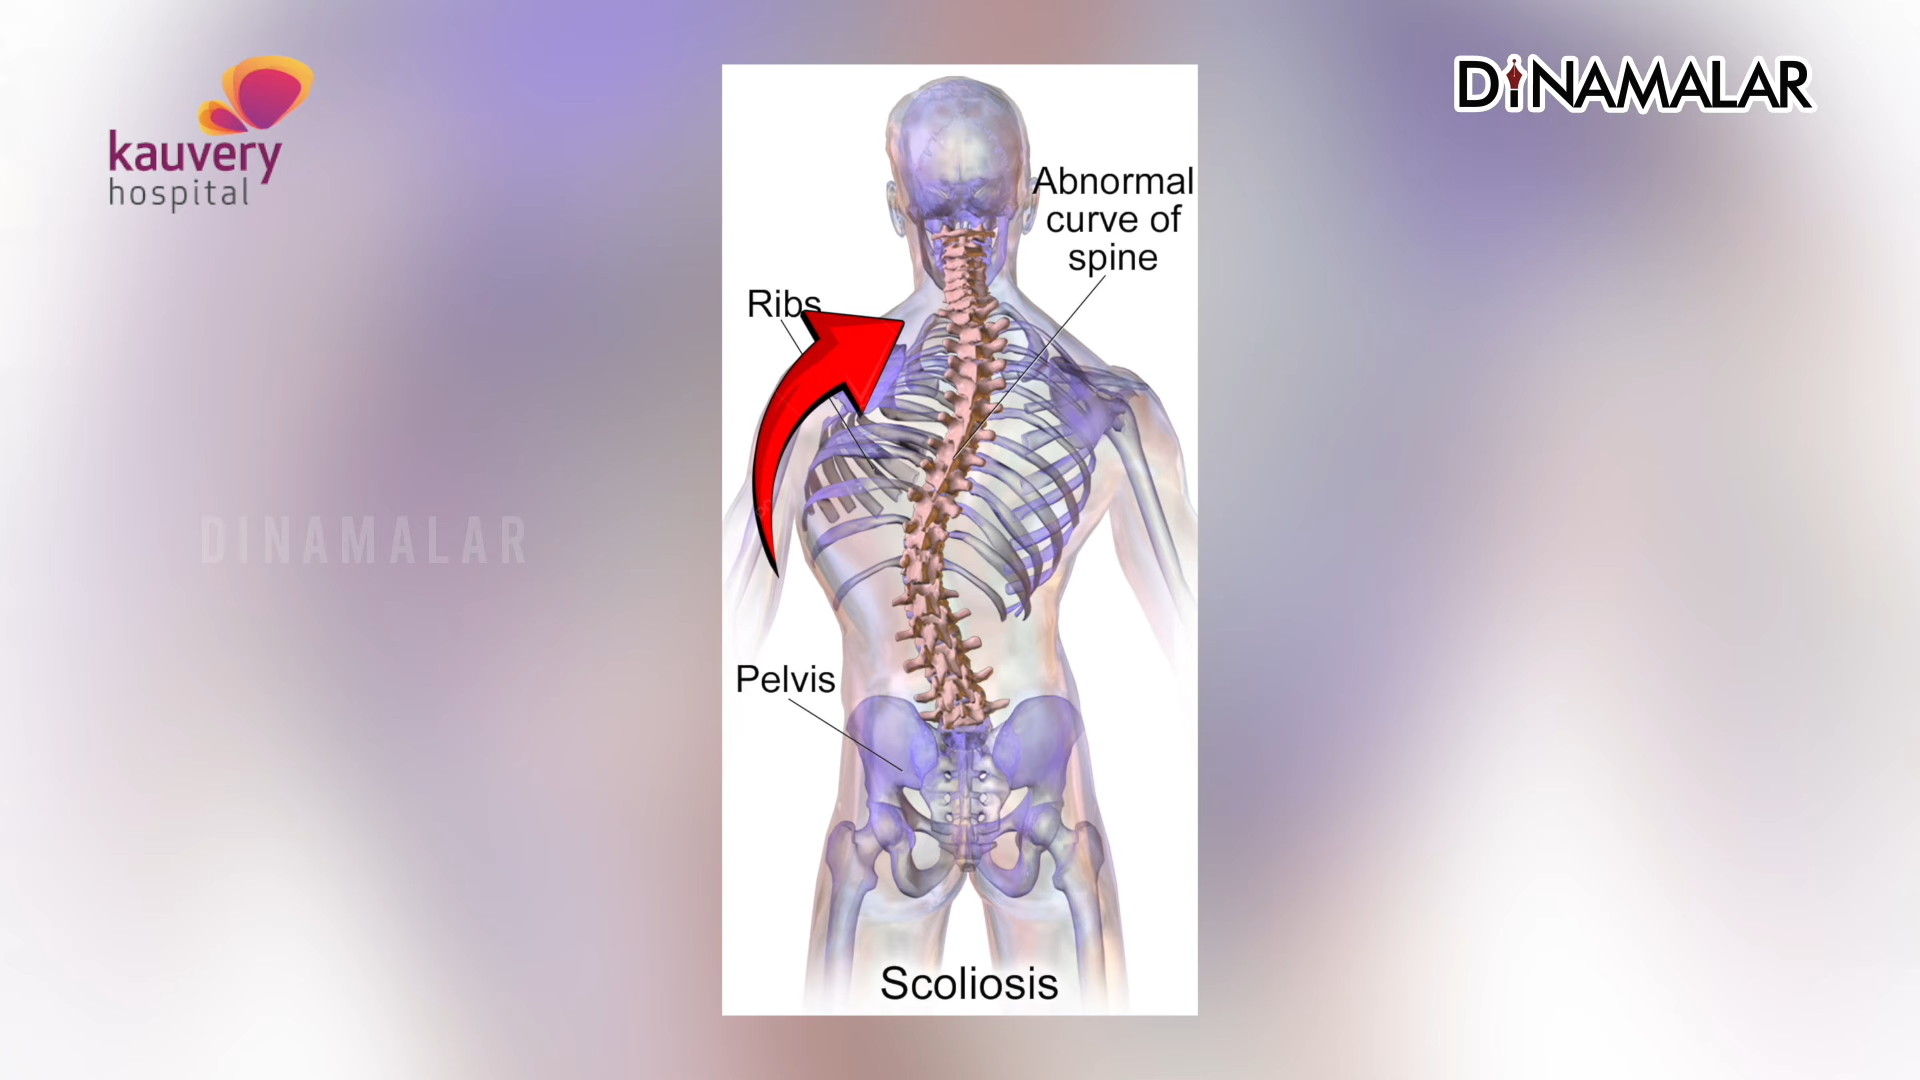 kauvery
hospital
DINAMALAR
Abnormal
curve of
spine
Ribs
DINAMALAR
Pelvis
Scoliosis